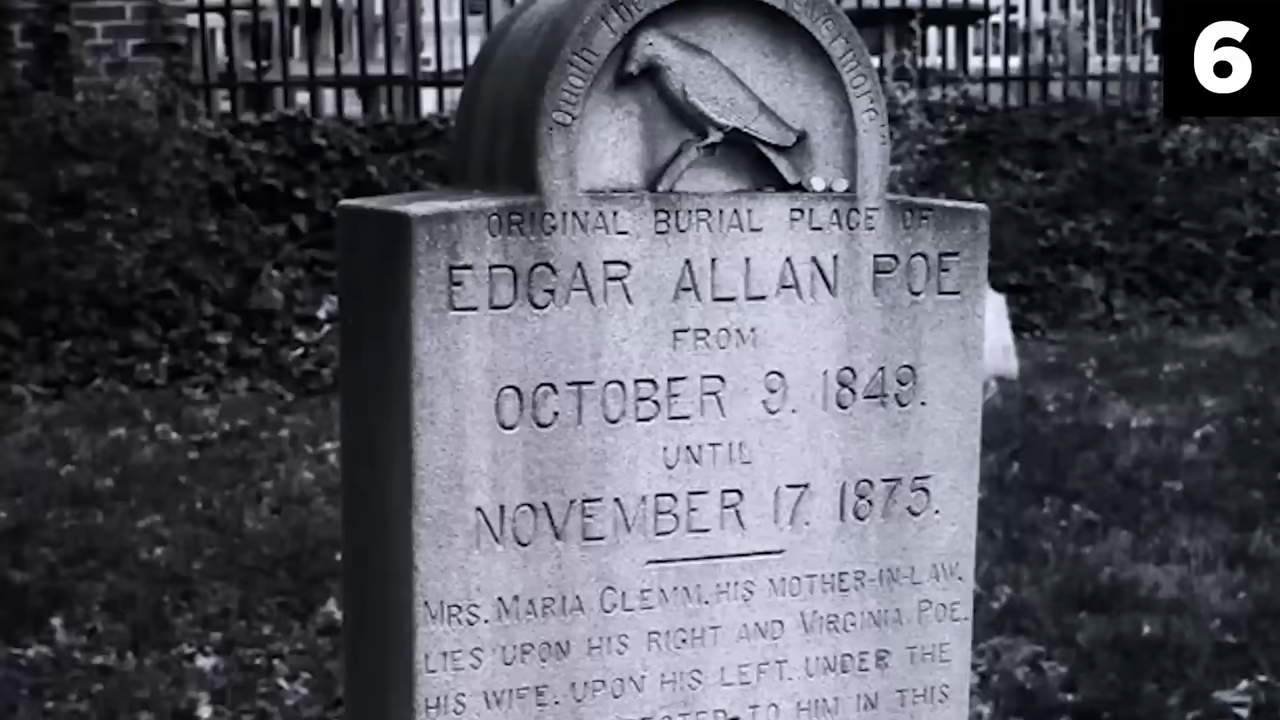 6
"Quoth The evermore."
ORIGINAL BURIAL PLACE OF
EDGAR ALLAN POE
FROM
OCTOBER 9. 1849.
UNTIL
NOVEMBER 17. 1875.
MRS. MARIA CLEMM, HIS MOTHER-IN-LAW,
LIES UPON HIS RIGHT AND VIRGINIA POE.
HIS WIFE. UPON HIS LEFT. UNDER THE
TO HIM IN THIS